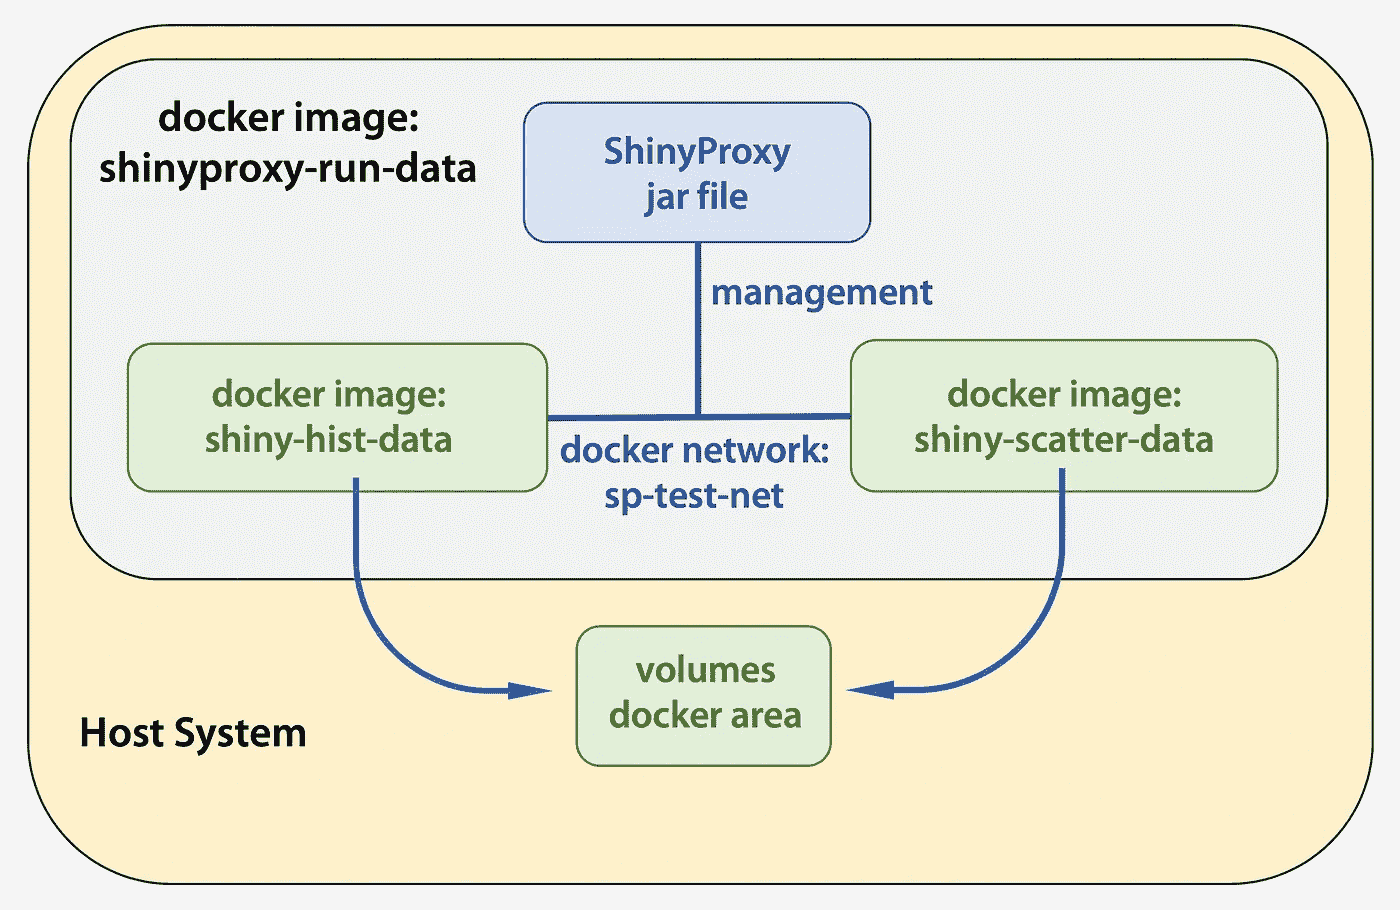 docker image:
shinyproxy-run-data
ShinyProxy
jar file
management
docker image:
shiny-hist-data
docker network:
sp-test-net
docker image:
shiny-scatter-data
volumes
docker area
Host System